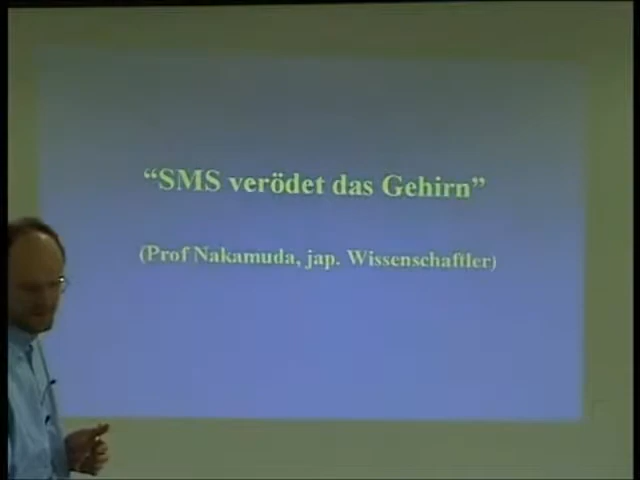 “SMS verödet das Gehirn”
(Prof Nakamuda, jap. Wissenschaftler)